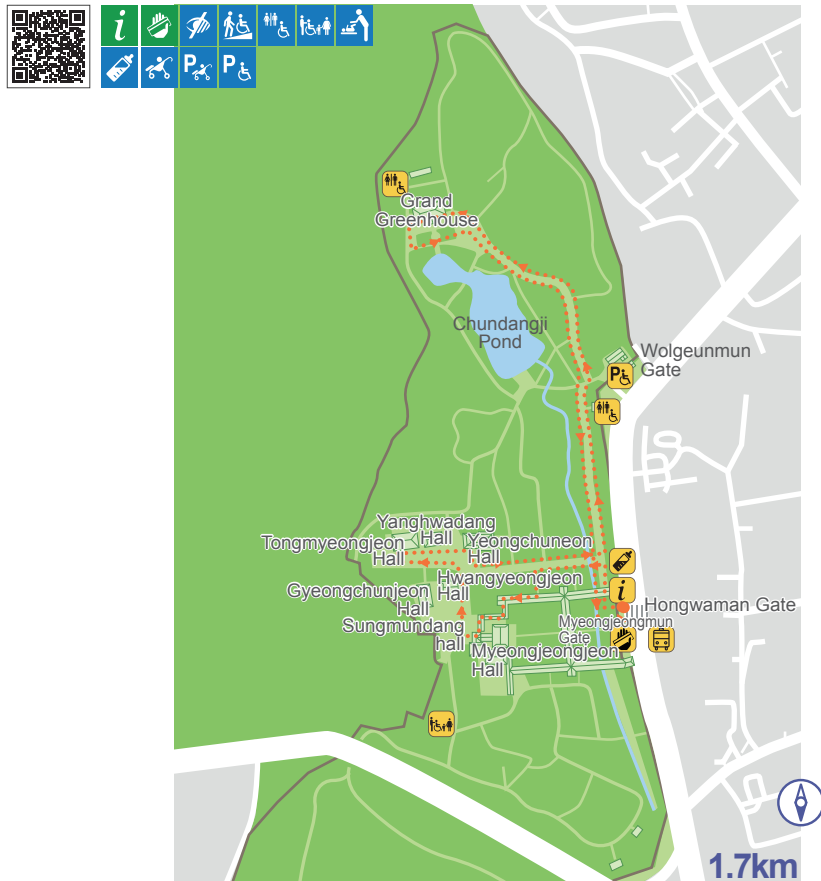 P
P
Grand
Greenhouse
Chundangji
Pond
Wolgeunmun
Gate
P
Yanghwadang
Hall
Tongmyeongjeon
Hall
Yeongchuneon
Hall
Hwangyeongjeon
Hall
Gyeongchunjeon
Hall
i
Hongwaman Gate
Myeongjeongmun
Gate
Sungmundang
hall
Myeongjeongjeon
Hall
1.7km